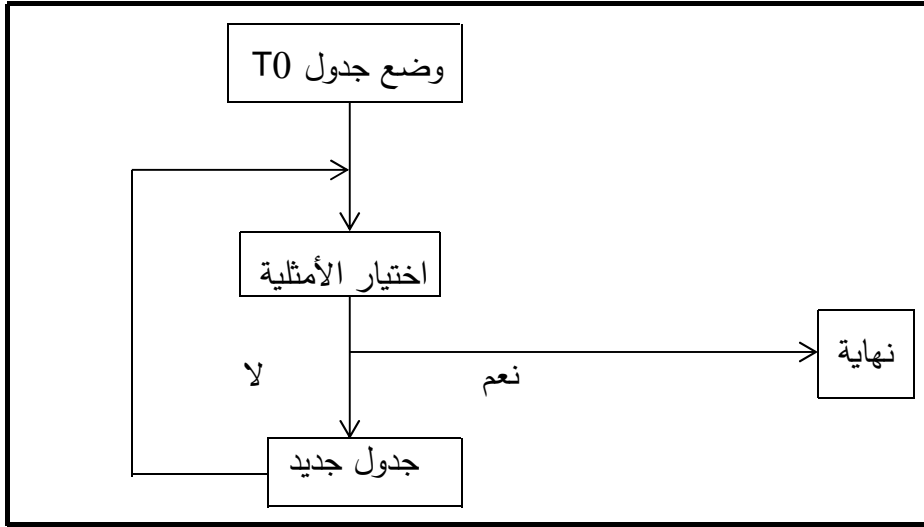 وضع جدول T0
اختيار الأمثلية
نهاية
لا
نعم
جدول جديد